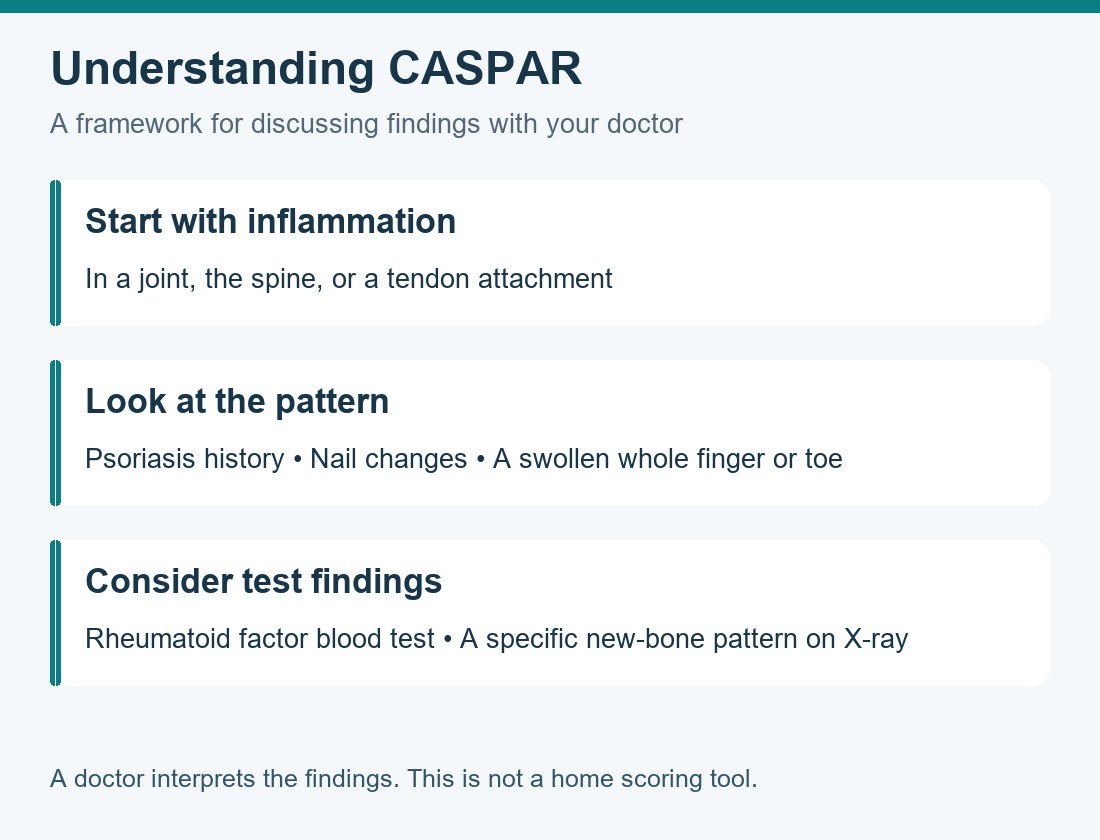 Understanding CASPAR
A framework for discussing findings with your doctor
Start with inflammation
In a joint, the spine, or a tendon attachment
Look at the pattern
Psoriasis history • Nail changes • A swollen whole finger or toe
Consider test findings
Rheumatoid factor blood test • A specific new-bone pattern on X-ray
A doctor interprets the findings. This is not a home scoring tool.